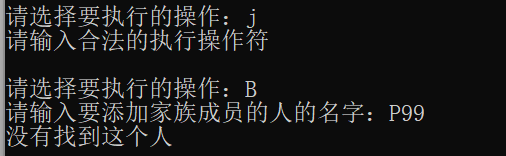 请选择要执行的操作：j
请输入合法的执行操作符
请选择要执行的操作：B
请输入要添加家族成员的人的名字：P99
没有找到这个人